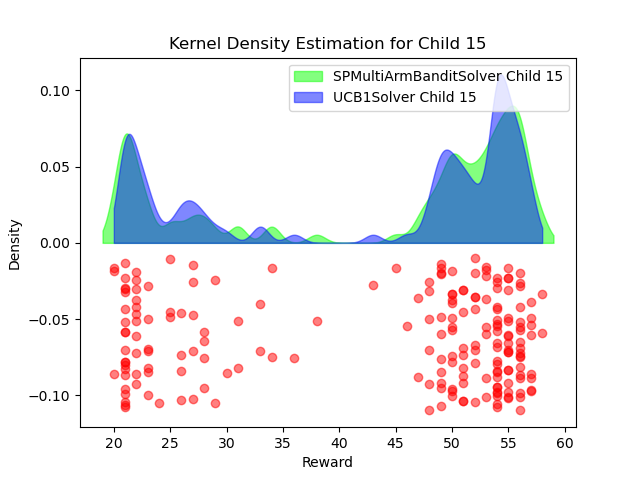 Kernel Density Estimation for Child 15
SPMultiArmBanditSolver Child 15
UCB1Solver Child 15
0.10
0.05
0.00
−0.05
−0.10
Density
20 25 30 35 40 45 50 55 60
Reward